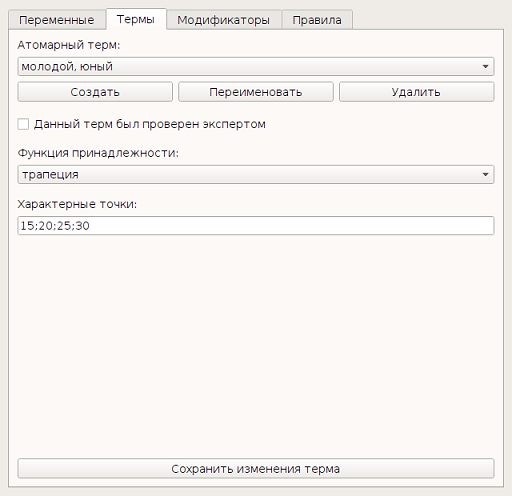 Переменные Термы Модификаторы Правила
Атомарный терм:
молодой, юный
Создать Переименовать Удалить
Данный терм был проверен экспертом
Функция принадлежности:
трапеция
Характерные точки:
15;20;25;30
Сохранить изменения терма